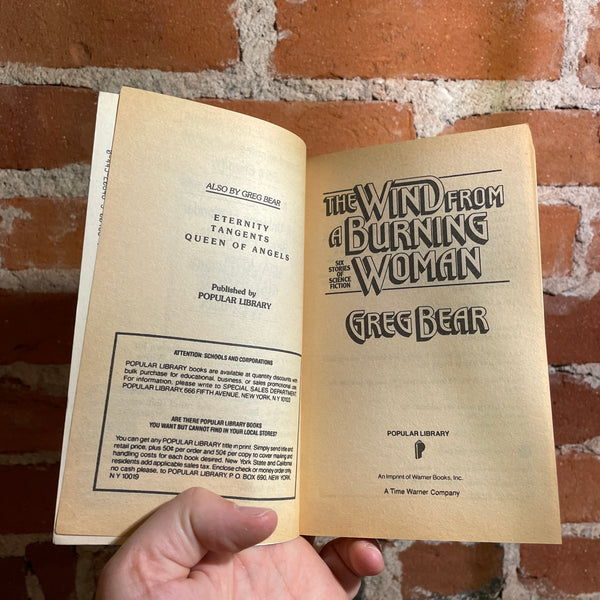 ALSO BY GREG BEAR
ETERNITY
TANGENTS
QUEEN OF ANGELS
Published by
POPULAR LIBRARY
ATTENTION: SCHOOLS AND CORPORATIONS
POPULAR LIBRARY books are available at quantity discounts with
bulk purchase for educational, business, or sales promotional use.
For information, please write to SPECIAL SALES DEPARTMENT,
POPULAR LIBRARY, 666 FIFTH AVENUE, NEW YORK, N Y 10103
ARE THERE POPULAR LIBRARY BOOKS
YOU WANT BUT CANNOT FIND IN YOUR LOCAL STORES?
You can get any POPULAR LIBRARY title in print. Simply send title and
retail price, plus 50¢ per order and 50¢ per copy to cover mailing and
handling costs for each book desired. New York State and California
residents add applicable sales tax. Enclose check or money order only,
no cash please, to POPULAR LIBRARY, P. O. BOX 690, NEW YORK,
N Y 10019
THE WIND FROM
A BURNING
WOMAN
SIX
STORIES
OF SCIENCE
FICTION
GREG BEAR
POPULAR LIBRARY
An Imprint of Warner Books, Inc.
A Time Warner Company